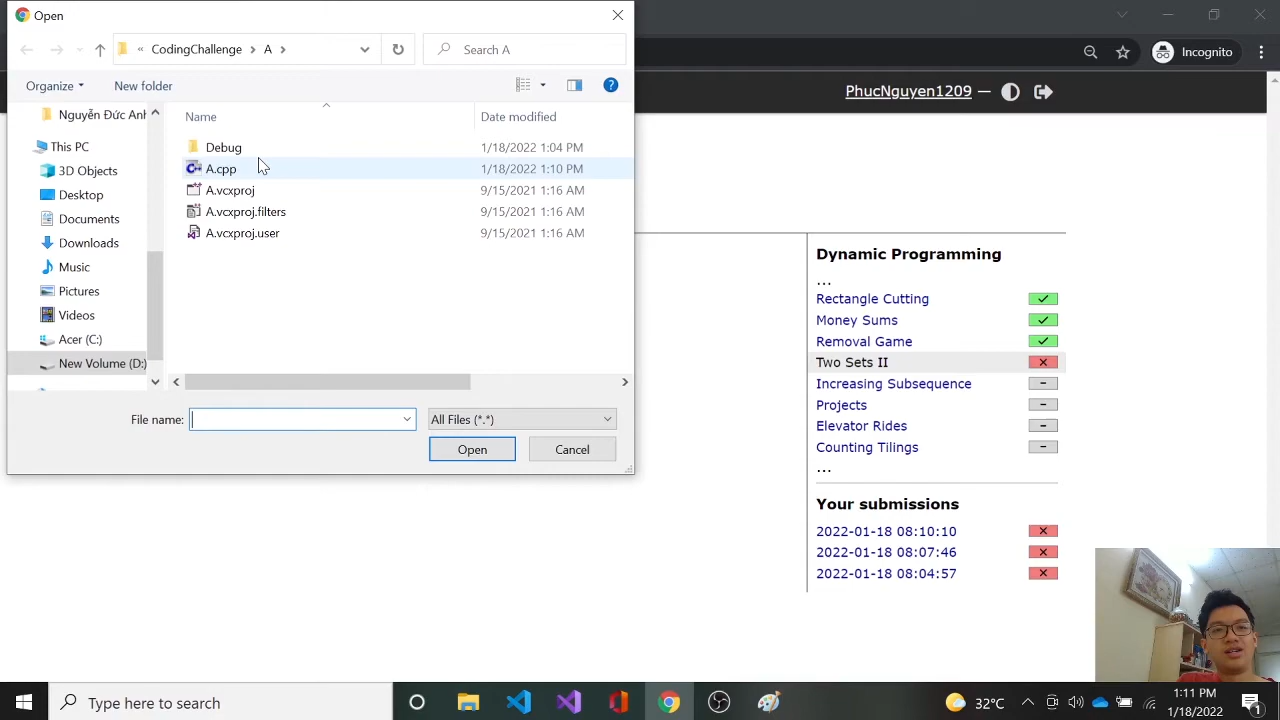 Open
« CodingChallenge > A >
Search A
Organize
New folder
Name
Date modified
Nguyễn Đức Anh
This PC
3D Objects
Desktop
Documents
Downloads
Music
Pictures
Videos
Acer (C:)
New Volume (D:)
Debug
1/18/2022 1:04 PM
A.cpp
1/18/2022 1:10 PM
A.vcxproj
9/15/2021 1:16 AM
A.vcxproj.filters
9/15/2021 1:16 AM
A.vcxproj.user
9/15/2021 1:16 AM
File name:
All Files (*.*)
Open
Cancel
Incognito
PhucNguyen1209 —
Dynamic Programming
...
Rectangle Cutting
Money Sums
Removal Game
Two Sets II
Increasing Subsequence
Projects
Elevator Rides
Counting Tilings
...
Your submissions
2022-01-18 08:10:10
2022-01-18 08:07:46
2022-01-18 08:04:57
Type here to search
32°C
1:11 PM
1/18/2022
1